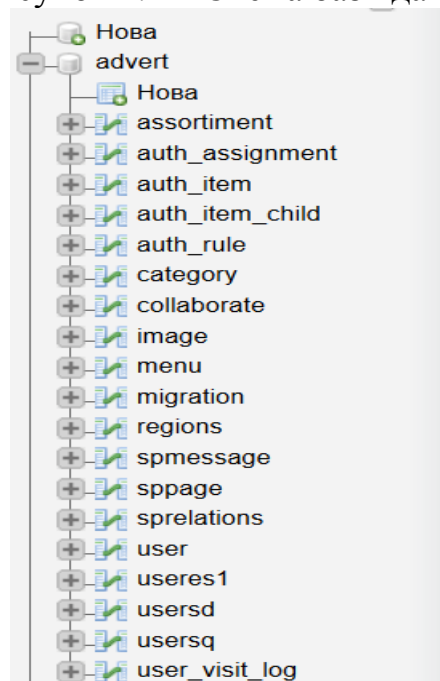 Нова
advert
Нова
assortiment
auth_assignment
auth_item
auth_item_child
auth_rule
category
collaborate
image
menu
migration
regions
spmessage
sppage
sprelations
user
useres1
usersd
usersq
user_visit_log